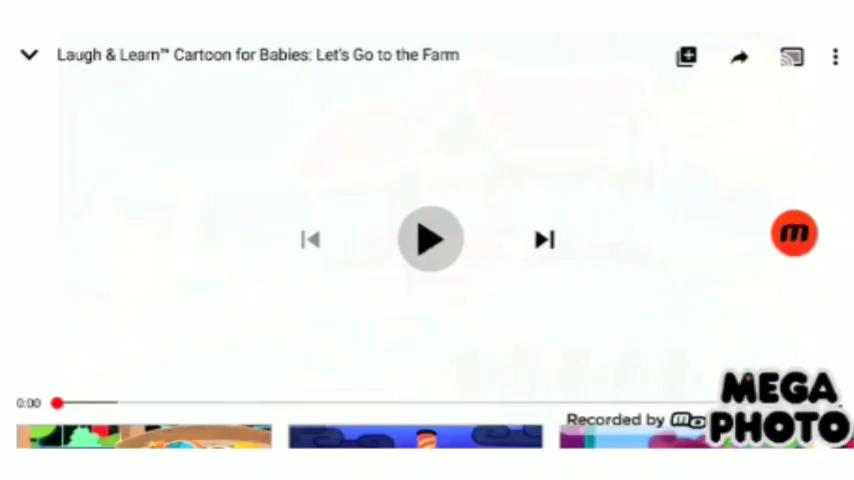 Laugh & Learn™ Cartoon for Babies: Let's Go to the Farm
m
0:00
Recorded by
MEGA
PHOTO